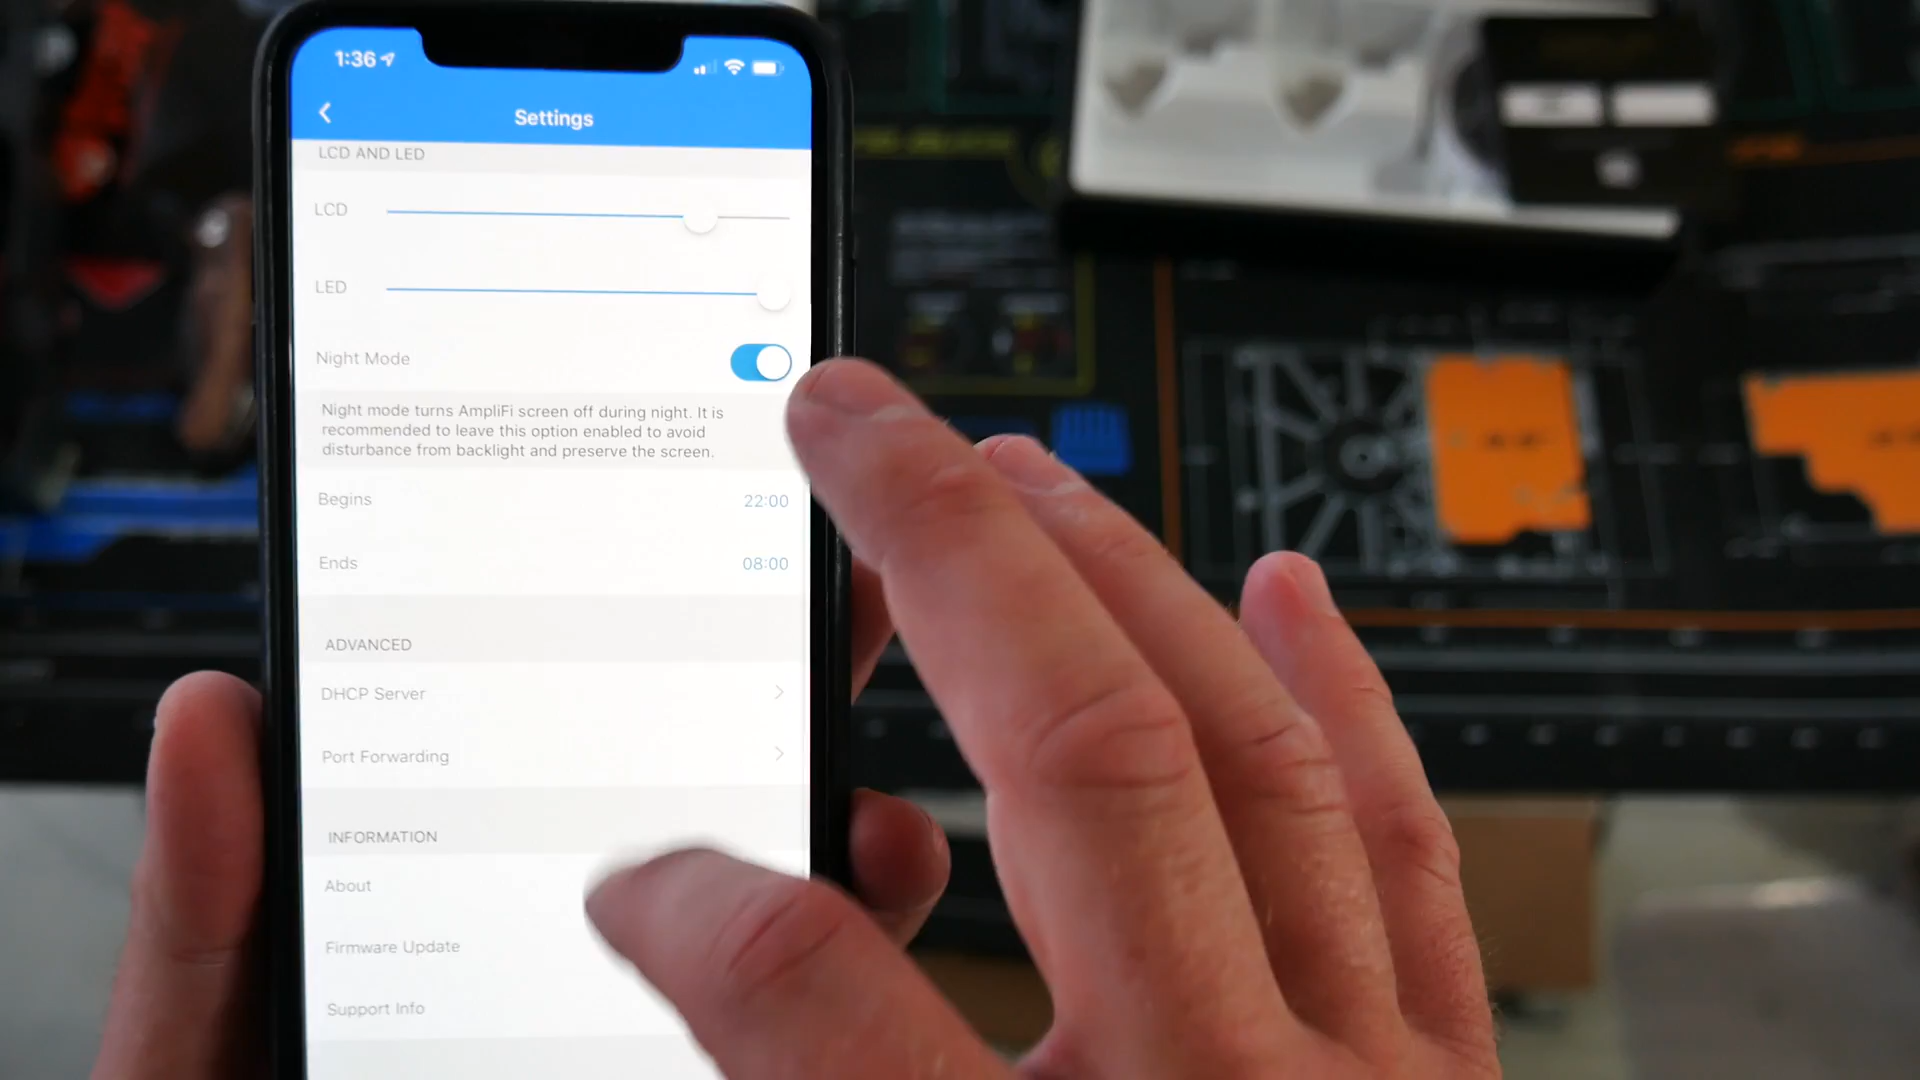 1:36
Settings
LCD AND LED
LCD
LED
Night Mode
Night mode turns AmpliFi screen off during night. It is
recommended to leave this option enabled to avoid
disturbance from backlight and preserve the screen.
Begins 22:00
Ends 08:00
ADVANCED
DHCP Server
Port Forwarding
INFORMATION
About
Firmware Update
Support Info